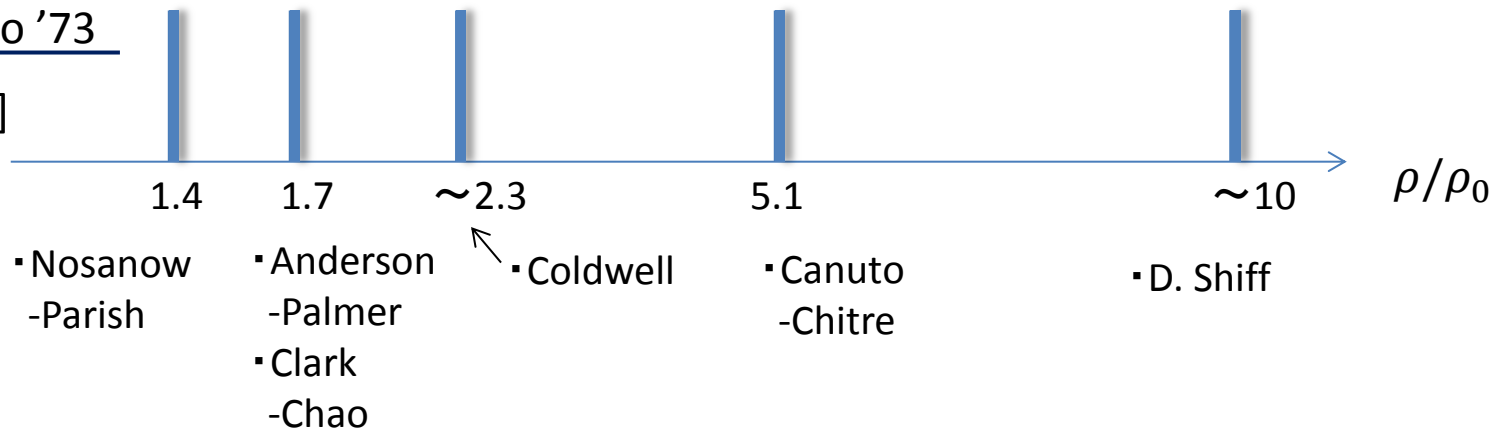 o ’73
]
1.4 1.7 ～2.3 5.1 ～10 ρ/ρ₀
・Nosanow
-Parish
・Anderson
-Palmer
・Clark
-Chao
・Coldwell
・Canuto
-Chitre
・D. Shiff